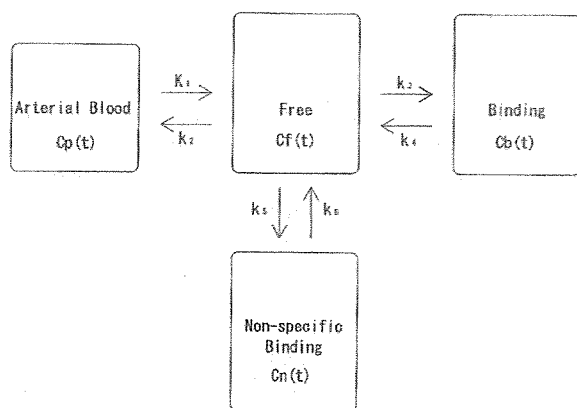 K₁
k₂
k₃
k₄
Arterial Blood
Cp(t)
Free
Cf(t)
Binding
Cb(t)
k₅
k₆
Non-specific
Binding
Cn(t)